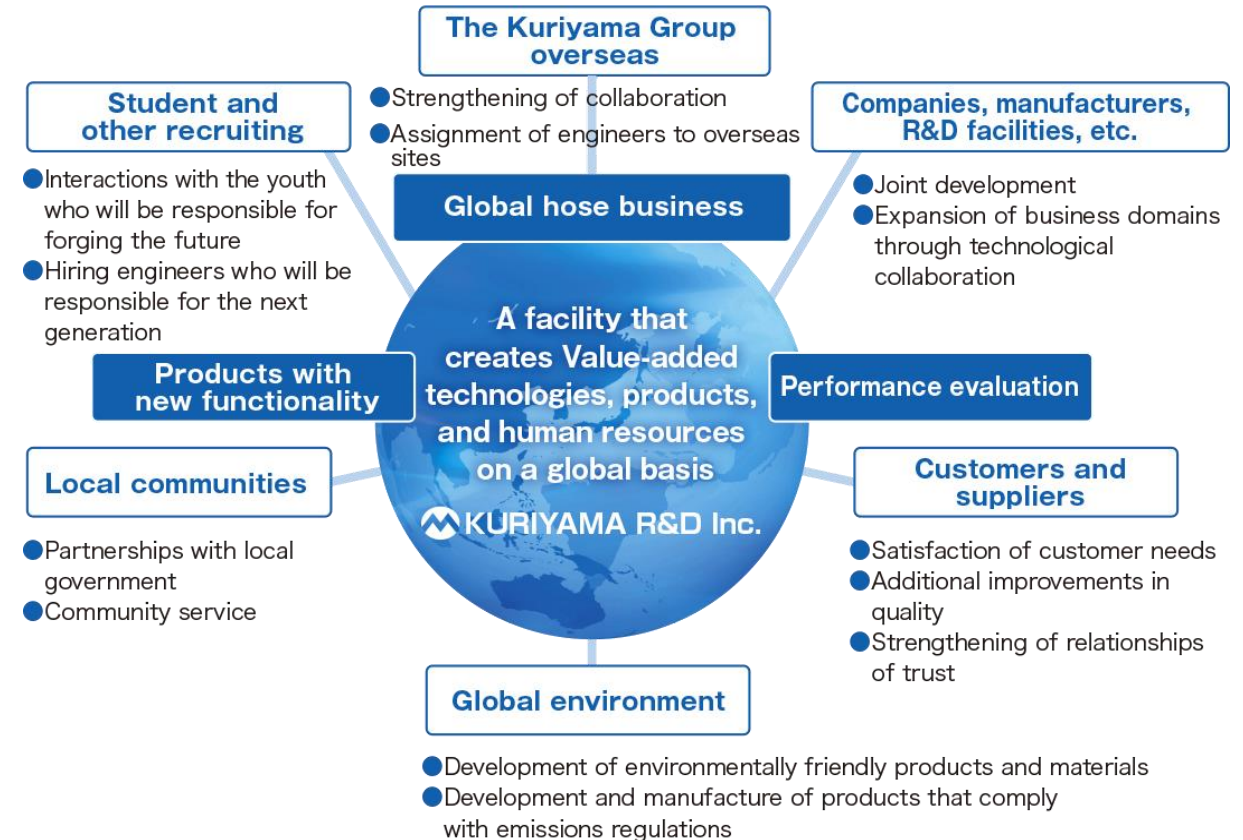 The Kuriyama Group
overseas
●Strengthening of collaboration
●Assignment of engineers to overseas
sites
Student and
other recruiting
●Interactions with the youth
who will be responsible for
forging the future
●Hiring engineers who will be
responsible for the next
generation
Companies, manufacturers,
R&D facilities, etc.
●Joint development
●Expansion of business domains
through technological
collaboration
Global hose business
Products with
new functionality
Performance evaluation
A facility that
creates Value-added
technologies, products,
and human resources
on a global basis
KURIYAMA R&D Inc.
Local communities
●Partnerships with local
government
●Community service
Customers and
suppliers
●Satisfaction of customer needs
●Additional improvements in
quality
●Strengthening of relationships
of trust
Global environment
●Development of environmentally friendly products and materials
●Development and manufacture of products that comply
with emissions regulations